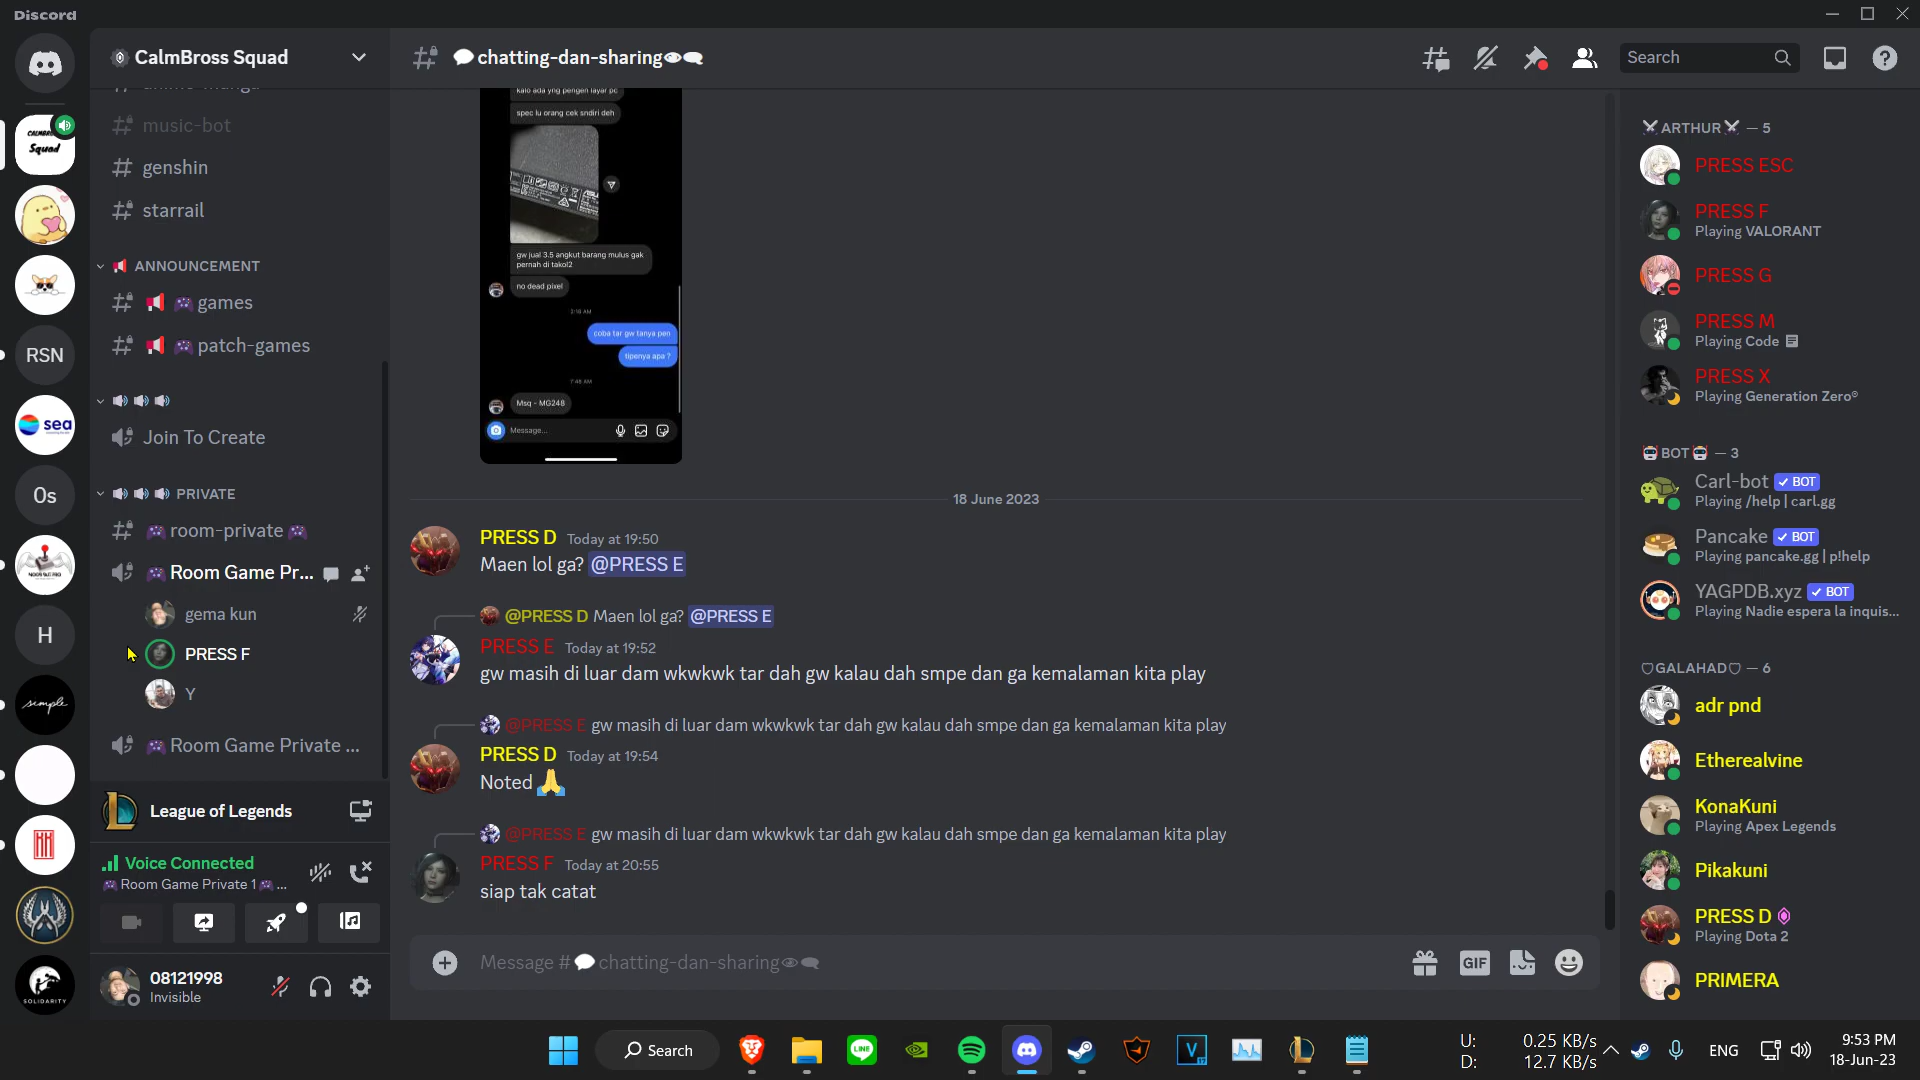 Discord
CalmBross Squad
music-bot
genshin
starrail
ANNOUNCEMENT
games
patch-games
Join To Create
PRIVATE
room-private
Room Game Pr...
gema kun
PRESS F
Y
Room Game Private ...
League of Legends
Voice Connected
Room Game Private 1 ...
08121998
Invisible
CALMBROSS
Squad
RSN
sea
Os
H
simple
SOLIDARITY
chatting-dan-sharing
Search
kalo ada yng pengen layar pc
spec lu orang cek sndiri deh
gw jual 3.5 angkut barang mulus gak
pernah di takol2
no dead pixel
2:16 AM
coba tar gw tanya pen
tipenya apa ?
7:46 AM
Msq - MG248
Message...
18 June 2023
PRESS D Today at 19:50
Maen lol ga? @PRESS E
@PRESS D Maen lol ga? @PRESS E
PRESS E Today at 19:52
gw masih di luar dam wkwkwk tar dah gw kalau dah smpe dan ga kemalaman kita play
@PRESS E gw masih di luar dam wkwkwk tar dah gw kalau dah smpe dan ga kemalaman kita play
PRESS D Today at 19:54
Noted 🙏
@PRESS E gw masih di luar dam wkwkwk tar dah gw kalau dah smpe dan ga kemalaman kita play
PRESS F Today at 20:55
siap tak catat
Message # chatting-dan-sharing
GIF
ARTHUR — 5
PRESS ESC
PRESS F
Playing VALORANT
PRESS G
PRESS M
Playing Code
PRESS X
Playing Generation Zero®
BOT — 3
Carl-bot BOT
Playing /help | carl.gg
Pancake BOT
Playing pancake.gg | p!help
YAGPDB.xyz BOT
Playing Nadie espera la inquis...
GALAHAD — 6
adr pnd
Etherealvine
KonaKuni
Playing Apex Legends
Pikakuni
PRESS D
Playing Dota 2
PRIMERA
Search
LINE
V
U: 0.25 KB/s
D: 12.7 KB/s
ENG
9:53 PM
18-Jun-23